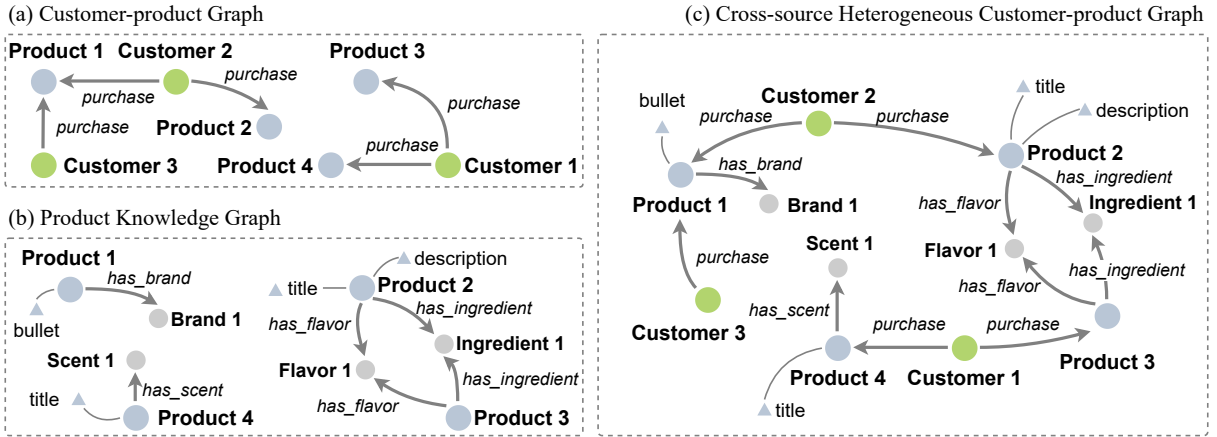 (a) Customer-product Graph
Product 1
Customer 2
Product 3
purchase
purchase
purchase
purchase
Product 2
purchase
Customer 3
Product 4
Customer 1
(b) Product Knowledge Graph
Product 1
description
has_brand
title
Product 2
bullet
Brand 1
has_ingredient
has_flavor
Scent 1
Ingredient 1
Flavor 1
has_scent
has_ingredient
title
has_flavor
Product 4
Product 3
(c) Cross-source Heterogeneous Customer-product Graph
title
bullet
Customer 2
description
purchase
purchase
Product 2
has_brand
has_ingredient
Product 1
Brand 1
has_flavor
Ingredient 1
Scent 1
Flavor 1
purchase
has_ingredient
has_flavor
has_scent
Customer 3
purchase
purchase
Product 3
Product 4
Customer 1
title